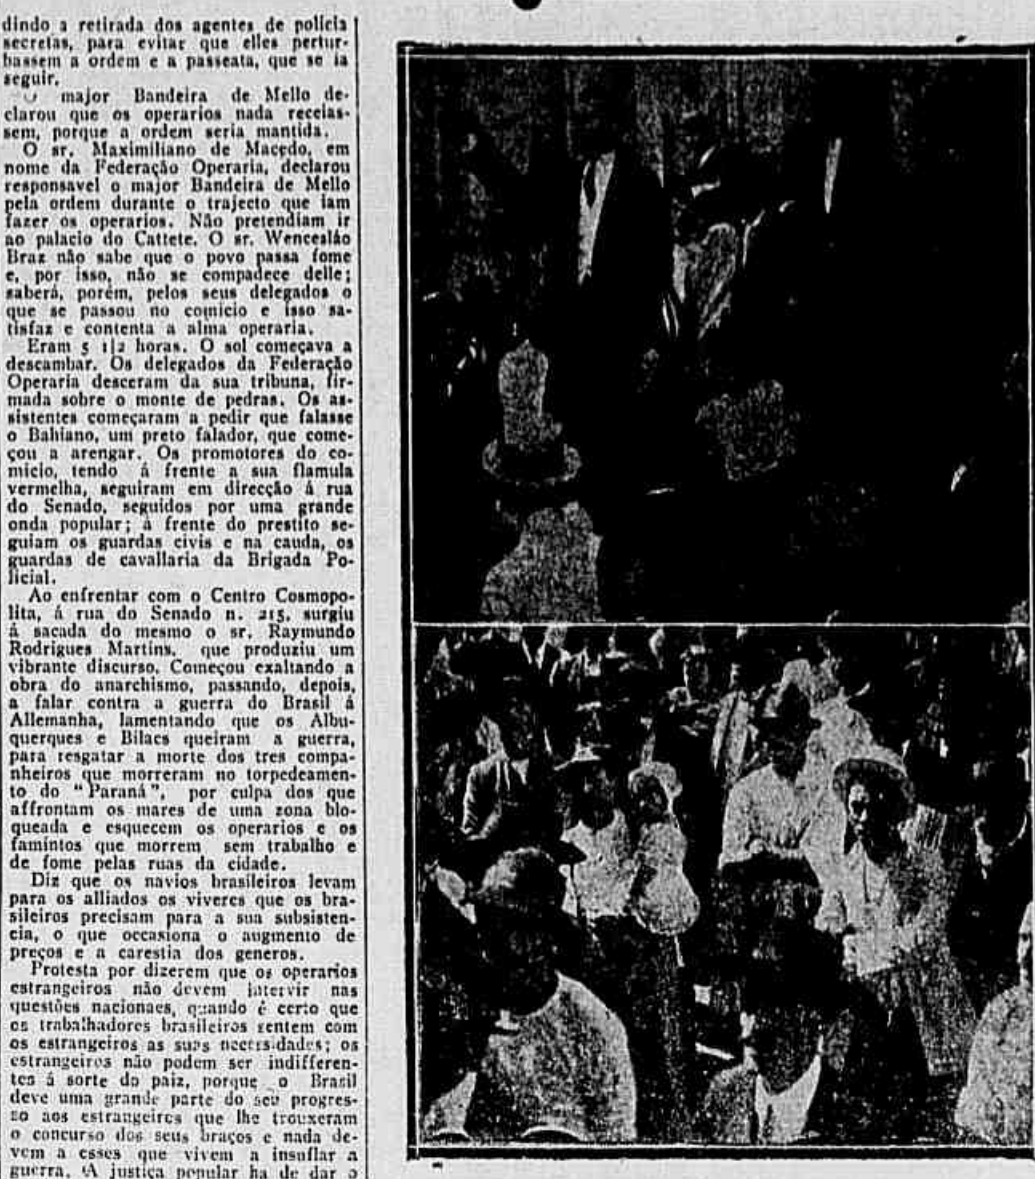 dindo a retirada dos agentes de policia
secretas, para evitar que elles pertur-
bassem a ordem e a passeata, que se ia
seguir.
O major Bandeira de Mello de-
clarou que os operarios nada receias-
sem, porque a ordem seria mantida.
O sr. Maximiliano de Macedo, em
nome da Federação Operaria, declarou
responsavel o major Bandeira de Mello
pela ordem durante o trajecto que iam
fazer os operarios. Não pretendiam ir
ao palacio do Cattete. O sr. Wencesláo
Braz não sabe que o povo passa fome
e, por isso, não se compadece delle;
saberá, porém, pelos seus delegados o
que se passou no comicio e isso sa-
tisfaz e contenta a alma operaria.
Eram 5 1|2 horas. O sol começava a
descambar. Os delegados da Federação
Operaria desceram da sua tribuna, fir-
mada sobre o monte de pedras. Os as-
sistentes começaram a pedir que falasse
o Bahiano, um preto falador, que come-
çou a arengar. Os promotores do co-
micio, tendo á frente a sua flamula
vermelha, seguiram em direcção á rua
do Senado, seguidos por uma grande
onda popular; á frente do prestito se-
guiam os guardas civis e na cauda, os
guardas de cavallaria da Brigada Po-
licial.
Ao enfrentar com o Centro Cosmopo-
lita, á rua do Senado n. 215, surgiu
á sacada do mesmo o sr. Raymundo
Rodrigues Martins, que produziu um
vibrante discurso. Começou exaltando a
obra do anarchismo, passando, depois,
a falar contra a guerra do Brasil á
Allemanha, lamentando que os Albu-
querques e Bilacs queiram a guerra,
para resgatar a morte dos tres compa-
nheiros que morreram no torpedeamen-
to do "Paraná", por culpa dos que
affrontam os mares de uma zona blo-
queada e esquecem os operarios e os
famintos que morrem sem trabalho e
de fome pelas ruas da cidade.
Diz que os navios brasileiros levam
para os alliados os viveres que os bra-
sileiros precisam para a sua subsisten-
cia, o que occasiona o augmento de
preços e a carestia dos generos.
Protesta por dizerem que os operarios
estrangeiros não devem intervir nas
questões nacionaes, quando é certo que
os trabalhadores brasileiros sentem com
os estrangeiros as suas necessidades; os
estrangeiros não podem ser indifferen-
tes á sorte do paiz, porque o Brasil
deve uma grande parte do seu progres-
so aos estrangeiros que lhe trouxeram
o concurso dos seus braços e nada de-
vem a esses que vivem a insuflar a
guerra. A justiça popular ha de dar o